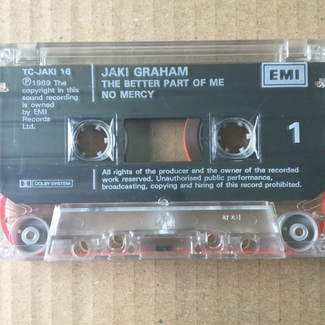 TC-JAKI 16
Ⓟ1989 The
copyright in this
sound recording
is owned
by EMI
Records
Ltd.
JAKI GRAHAM
THE BETTER PART OF ME
NO MERCY
EMI
1
DOLBY SYSTEM
All rights of the producer and the owner of the recorded
work reserved. Unauthorised public performance,
broadcasting, copying and hiring of this record prohibited.